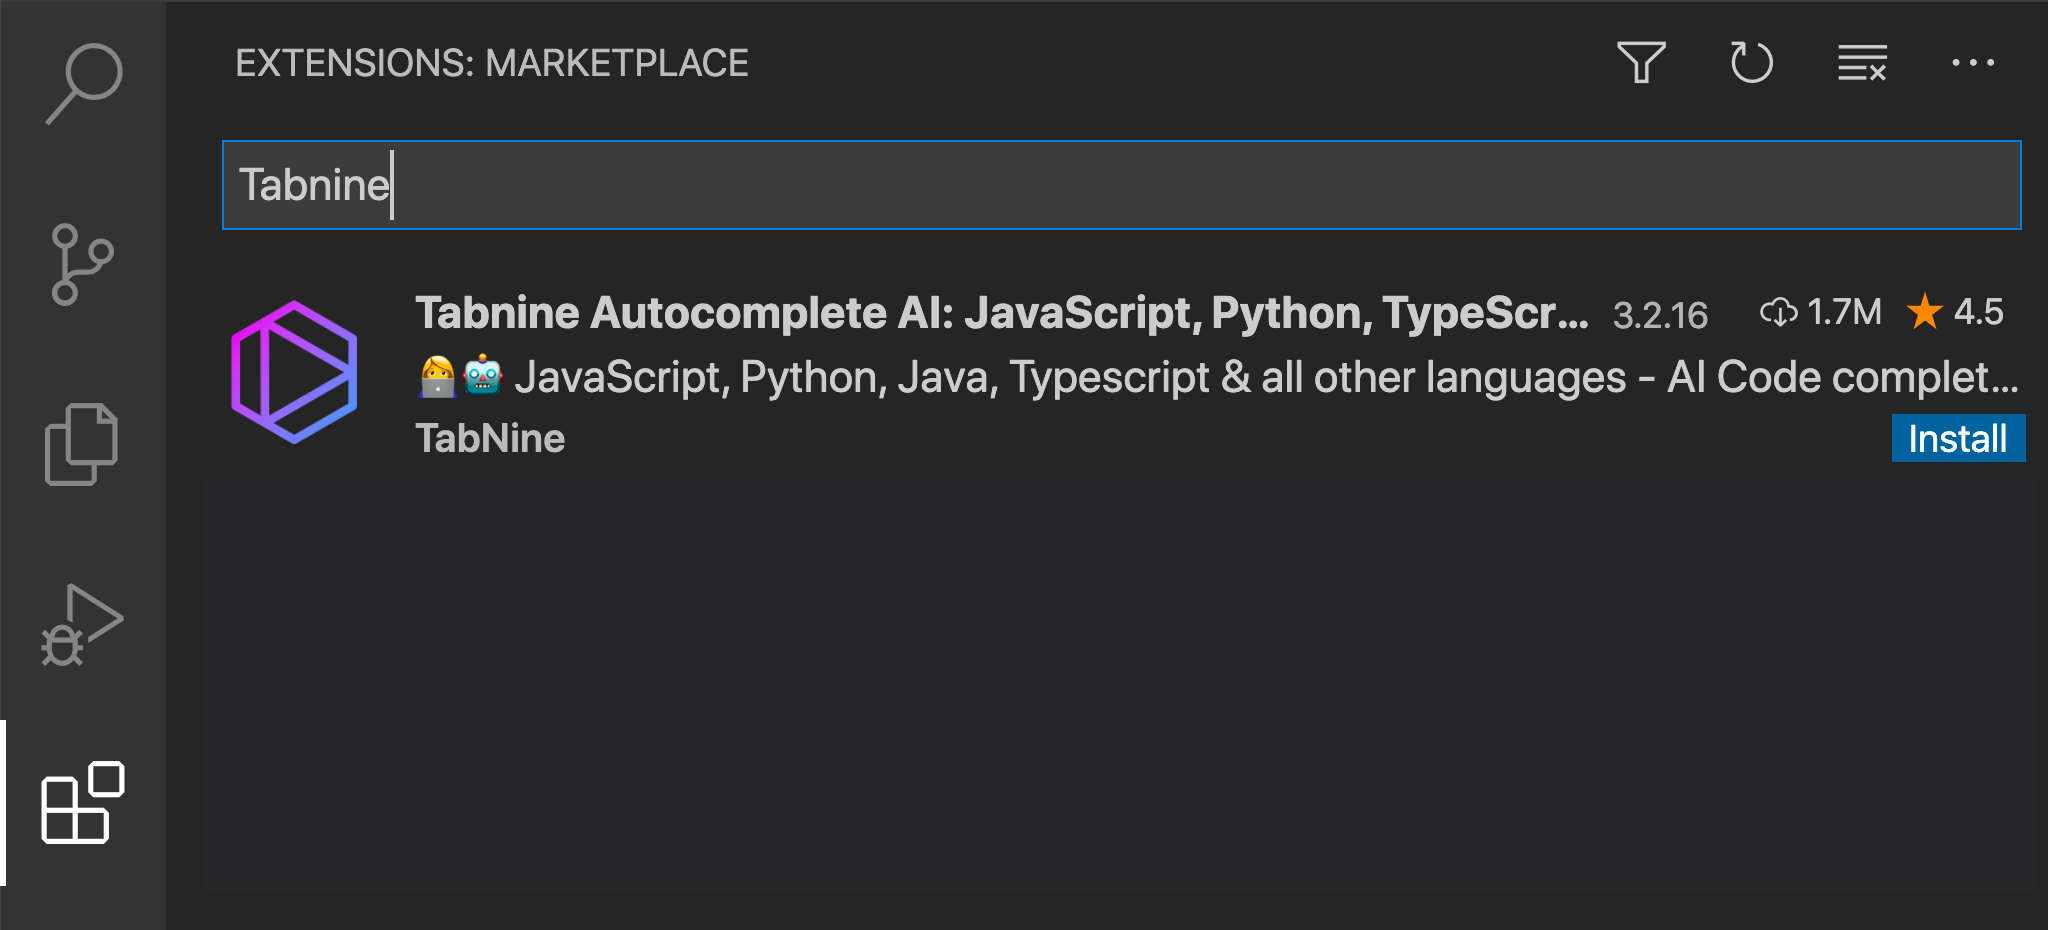 EXTENSIONS: MARKETPLACE
Tabnine
Tabnine Autocomplete AI: JavaScript, Python, TypeScr... 3.2.16 1.7M 4.5
👩‍💻🤖 JavaScript, Python, Java, Typescript & all other languages - AI Code complet...
TabNine Install